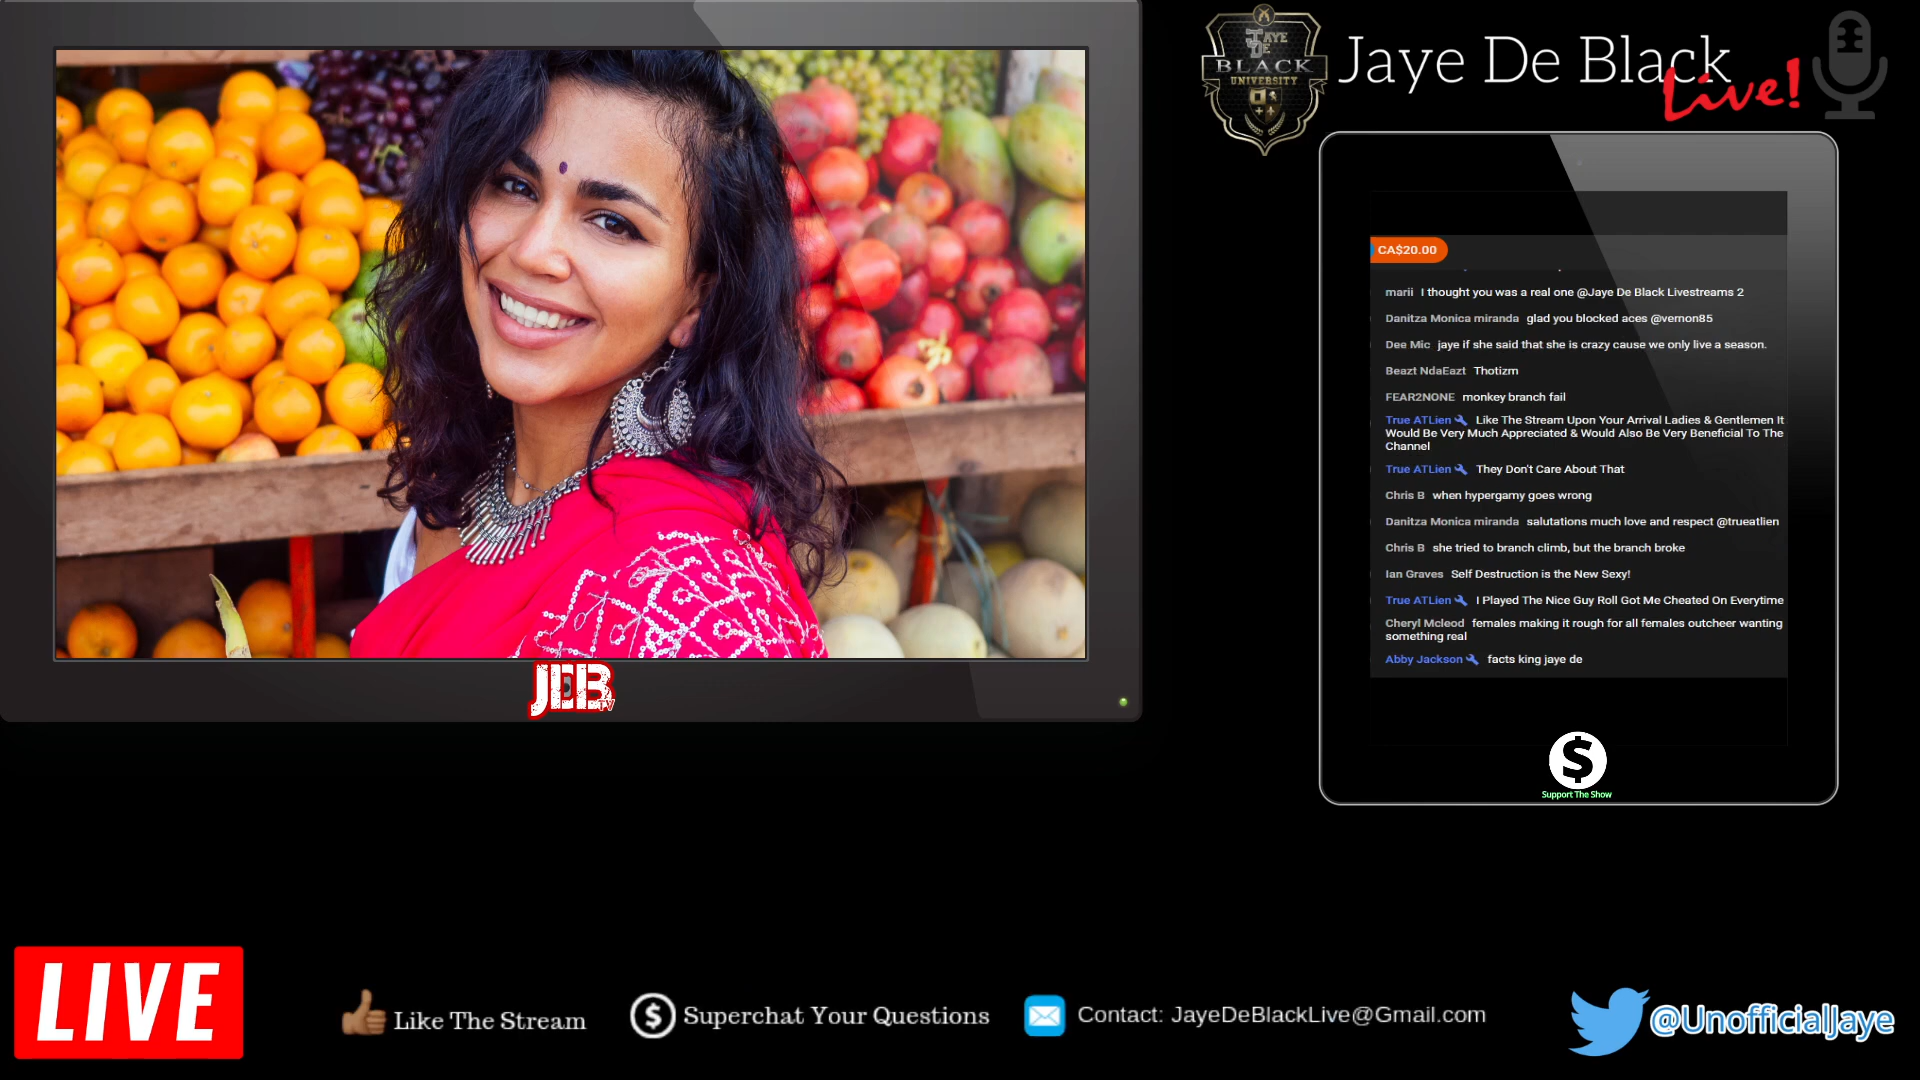 JAYE
DE
BLACK
UNIVERSITY
Jaye De Black
Live!
CA$20.00
marii I thought you was a real one @Jaye De Black Livestreams 2
Danitza Monica miranda glad you blocked aces @vernon85
Dee Mic jaye if she said that she is crazy cause we only live a season.
Beazt NdaEazt Thotizm
FEAR2NONE monkey branch fail
True ATLien Like The Stream Upon Your Arrival Ladies & Gentlemen It
Would Be Very Much Appreciated & Would Also Be Very Beneficial To The
Channel
True ATLien They Don't Care About That
Chris B when hypergamy goes wrong
Danitza Monica miranda salutations much love and respect @trueatlien
Chris B she tried to branch climb, but the branch broke
Ian Graves Self Destruction is the New Sexy!
True ATLien I Played The Nice Guy Roll Got Me Cheated On Everytime
Cheryl Mcleod females making it rough for all females outcheer wanting
something real
Abby Jackson facts king jaye de
$
Support The Show
JDB
TV
LIVE
Like The Stream
$ Superchat Your Questions
Contact: JayeDeBlackLive@Gmail.com
@UnofficialJaye